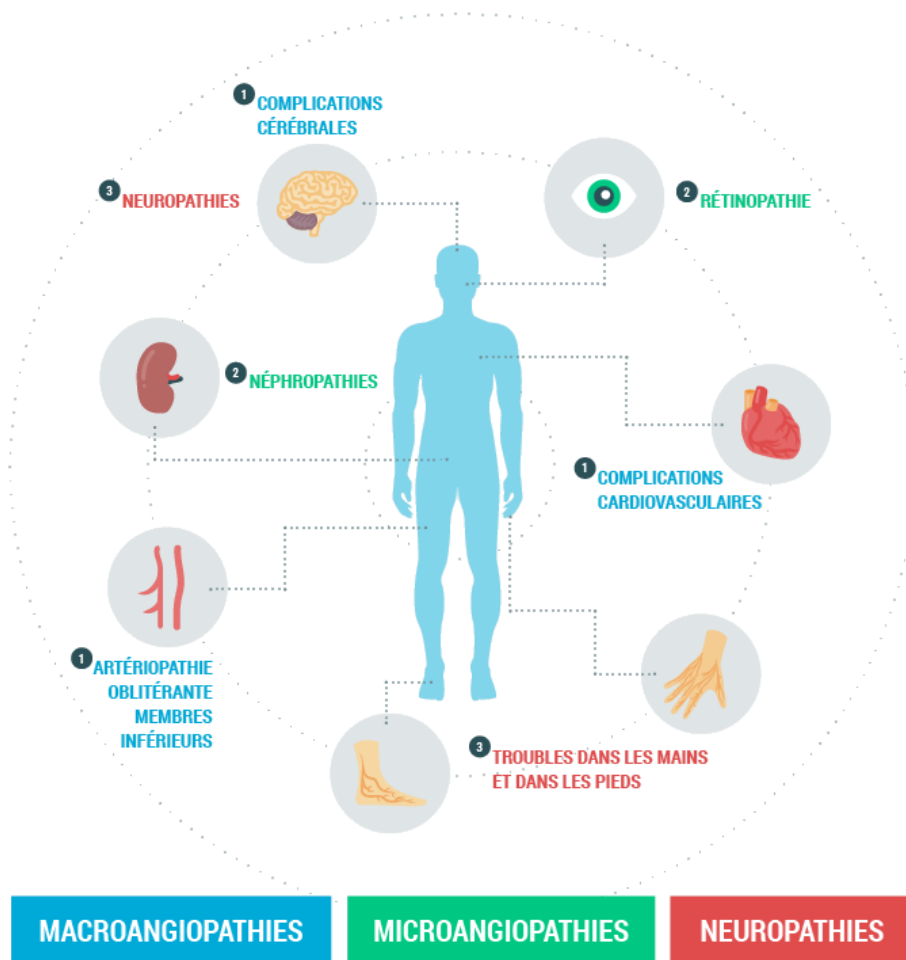 1 COMPLICATIONS
CÉRÉBRALES
3 NEUROPATHIES
2 RÉTINOPATHIE
2 NÉPHROPATHIES
1 COMPLICATIONS
CARDIOVASCULAIRES
1 ARTÉRIOPATHIE
OBLITÉRANTE
MEMBRES
INFÉRIEURS
3 TROUBLES DANS LES MAINS
ET DANS LES PIEDS
MACROANGIOPATHIES
MICROANGIOPATHIES
NEUROPATHIES